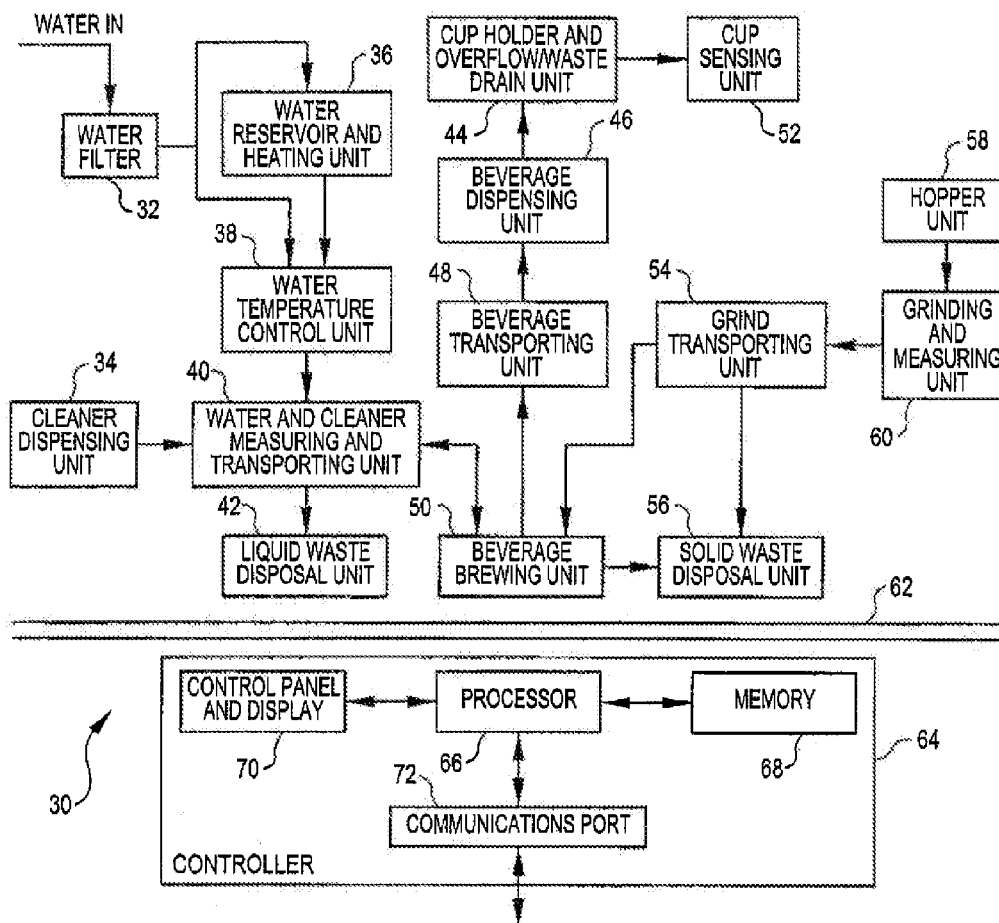 WATER IN
WATER
FILTER
32
36
WATER
RESERVOIR AND
HEATING UNIT
38
WATER
TEMPERATURE
CONTROL UNIT
34
CLEANER
DISPENSING
UNIT
40
WATER AND CLEANER
MEASURING AND
TRANSPORTING UNIT
42
LIQUID WASTE
DISPOSAL UNIT
CUP HOLDER AND
OVERFLOW/WASTE
DRAIN UNIT
44
CUP
SENSING
UNIT
52
46
BEVERAGE
DISPENSING
UNIT
48
BEVERAGE
TRANSPORTING
UNIT
50
BEVERAGE
BREWING UNIT
54
GRIND
TRANSPORTING
UNIT
56
SOLID WASTE
DISPOSAL UNIT
58
HOPPER
UNIT
GRINDING
AND
MEASURING
UNIT
60
62
CONTROL PANEL
AND DISPLAY
70
PROCESSOR
66
MEMORY
68
64
72
COMMUNICATIONS PORT
CONTROLLER
30